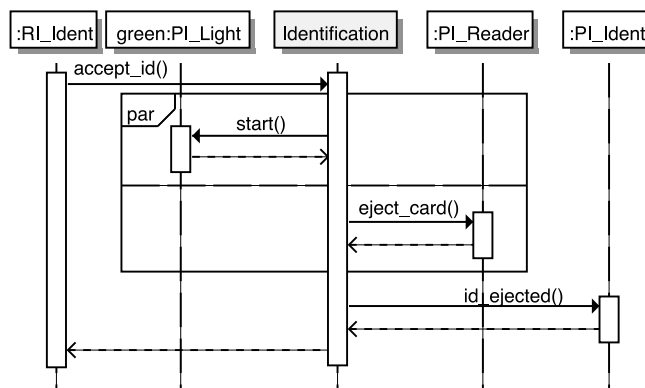 :RI_Ident
green:PI_Light
Identification
:PI_Reader
:PI_Ident
accept_id()
par
start()
eject_card()
id_ejected()